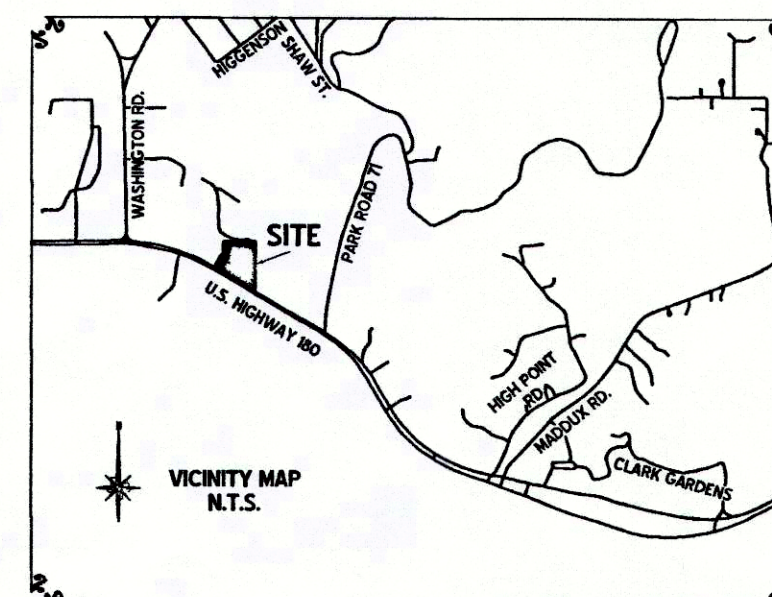 HIGGENSON
SHAW ST.
WASHINGTON RD.
PARK ROAD 71
SITE
U.S. HIGHWAY 180
HIGH POINT
RD.
MADDUX RD.
CLARK GARDENS
VICINITY MAP
N.T.S.